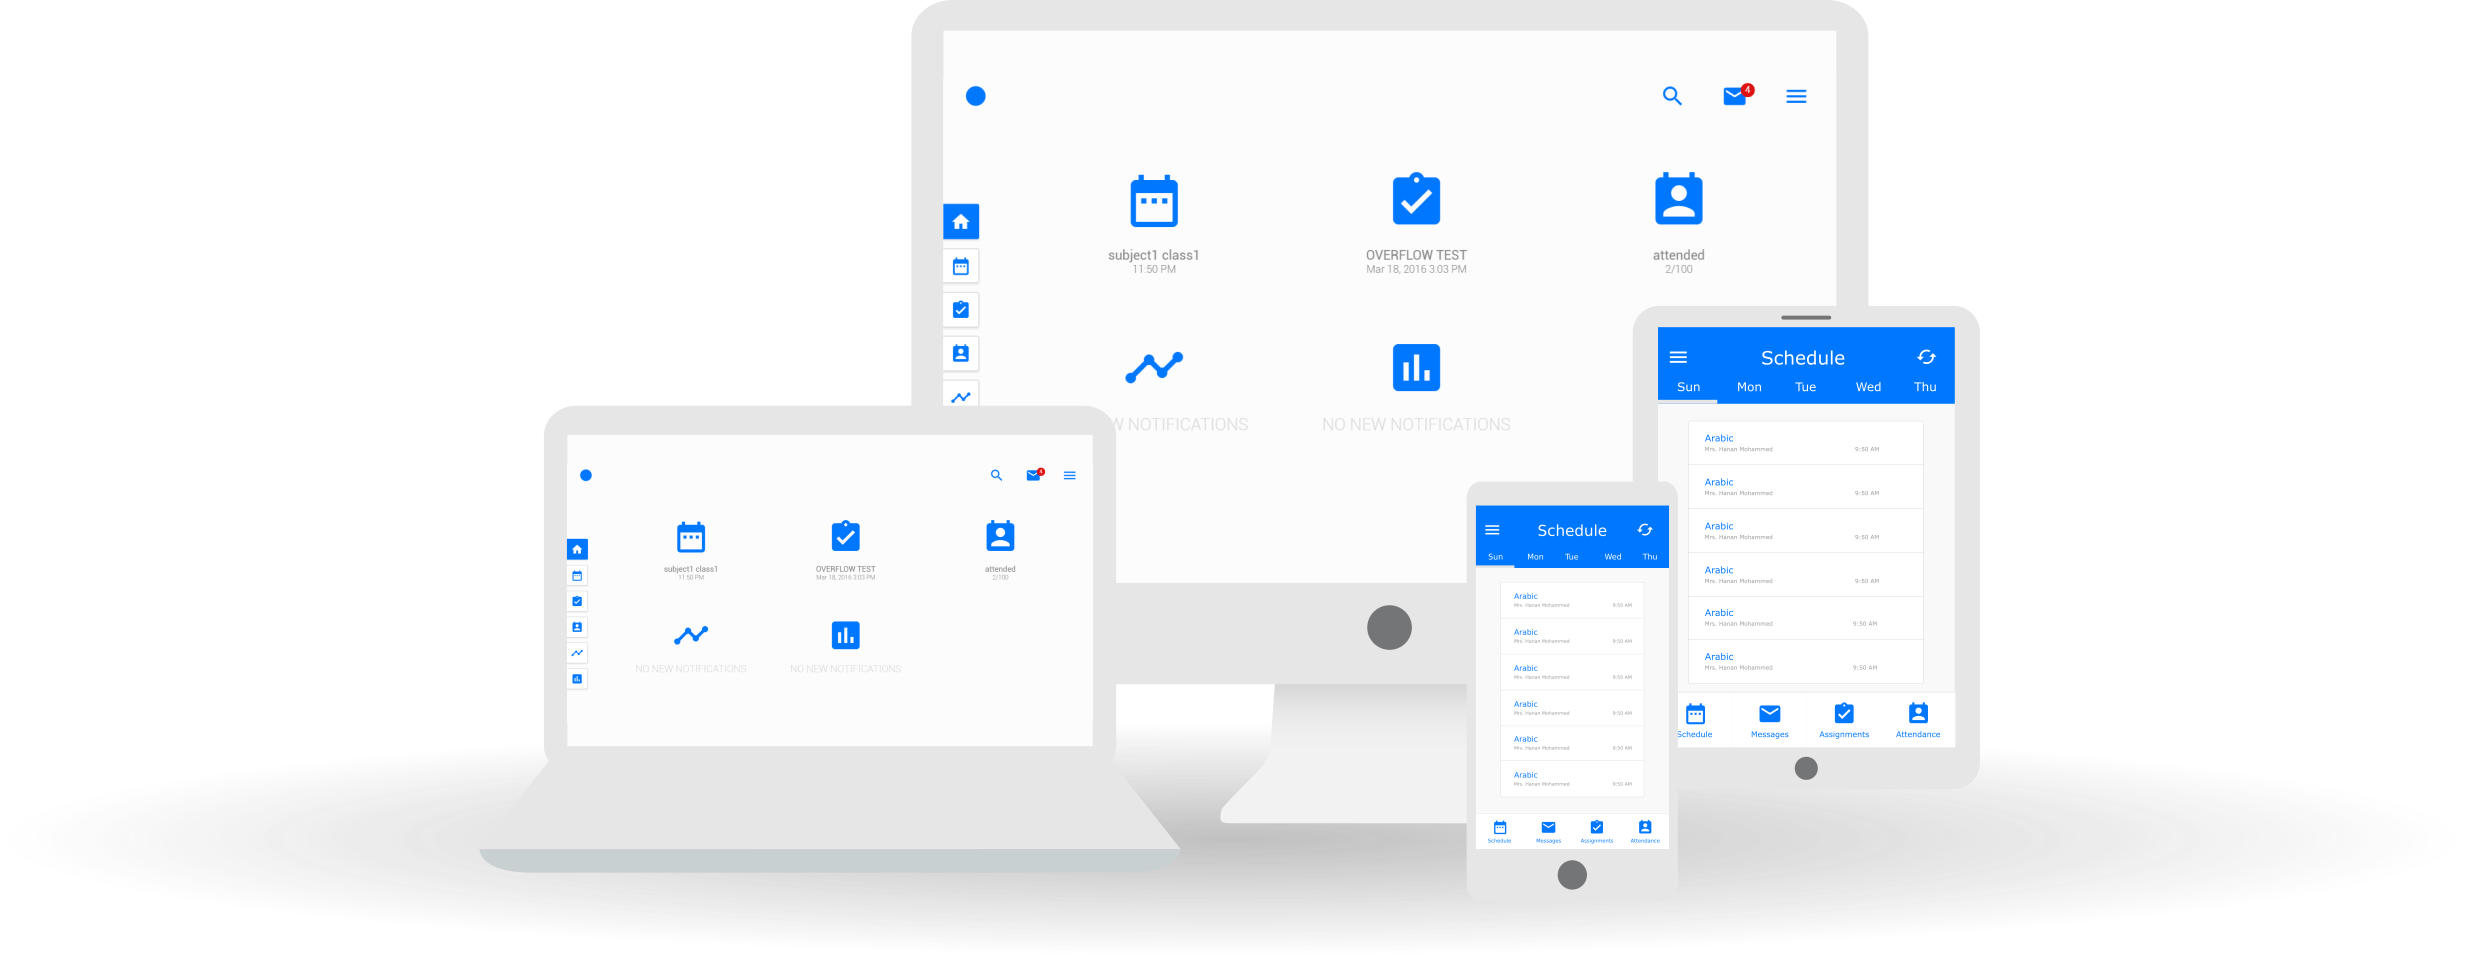 4
subject1 class1
11:50 PM
OVERFLOW TEST
Mar 18, 2016 3:03 PM
attended
2/100
W NOTIFICATIONS
NO NEW NOTIFICATIONS
4
subject1 class1
11:50 PM
OVERFLOW TEST
Mar 18, 2016 3:03 PM
attended
2/100
NO NEW NOTIFICATIONS
NO NEW NOTIFICATIONS
Schedule
Sun Mon Tue Wed Thu
Arabic
Mrs. Hanan Mohammed 9:50 AM
Arabic
Mrs. Hanan Mohammed 9:50 AM
Arabic
Mrs. Hanan Mohammed 9:50 AM
Arabic
Mrs. Hanan Mohammed 9:50 AM
Arabic
Mrs. Hanan Mohammed 9:50 AM
Arabic
Mrs. Hanan Mohammed 9:50 AM
Schedule Messages Assignments Attendance
Schedule
Sun Mon Tue Wed Thu
Arabic
Mrs. Hanan Mohammed 9:50 AM
Arabic
Mrs. Hanan Mohammed 9:50 AM
Arabic
Mrs. Hanan Mohammed 9:50 AM
Arabic
Mrs. Hanan Mohammed 9:50 AM
Arabic
Mrs. Hanan Mohammed 9:50 AM
Arabic
Mrs. Hanan Mohammed 9:50 AM
Schedule Messages Assignments Attendance